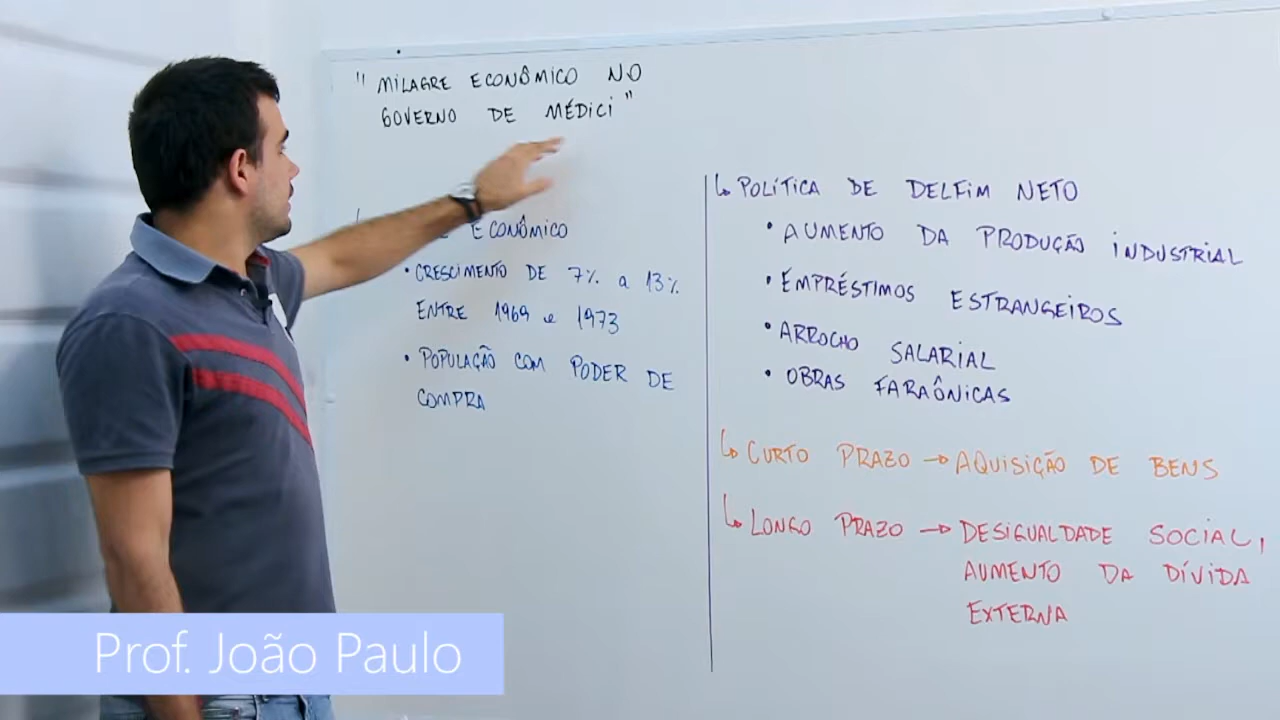 " MILAGRE ECONÔMICO NO
GOVERNO DE MÉDICI "
ECONÔMICO
• CRESCIMENTO DE 7% a 13%
ENTRE 1969 e 1973
• POPULAÇÃO COM PODER DE
COMPRA
↳ POLÍTICA DE DELFIM NETO
• AUMENTO DA PRODUÇÃO INDUSTRIAL
• EMPRÉSTIMOS ESTRANGEIROS
• ARROCHO SALARIAL
• OBRAS FARAÔNICAS
↳ CURTO PRAZO → AQUISIÇÃO DE BENS
↳ LONGO PRAZO → DESIGUALDADE SOCIAL,
AUMENTO DA DÍVIDA
EXTERNA
Prof. João Paulo